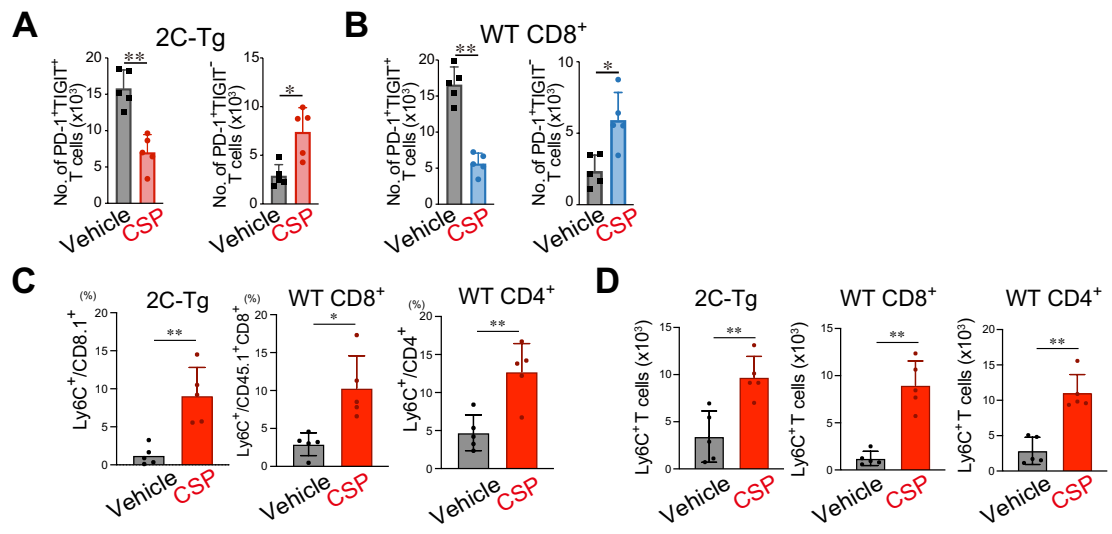 A
2C-Tg
No. of PD-1⁺TIGIT⁺
T cells (x10³)
20
15
10
5
0
**
Vehicle
CSP
No. of PD-1⁺TIGIT⁻
T cells (x10³)
15
10
5
0
*
Vehicle
CSP
B
WT CD8⁺
No. of PD-1⁺TIGIT⁺
T cells (x10³)
20
15
10
5
0
**
Vehicle
CSP
No. of PD-1⁺TIGIT⁻
T cells (x10³)
10
5
0
*
Vehicle
CSP
C
2C-Tg
(%)
Ly6C⁺/CD8.1⁺
20
15
10
5
0
**
Vehicle
CSP
WT CD8⁺
(%)
Ly6C⁺/CD45.1⁺CD8⁺
20
15
10
5
0
*
Vehicle
CSP
WT CD4⁺
(%)
Ly6C⁺/CD4⁺
20
15
10
5
0
**
Vehicle
CSP
D
2C-Tg
Ly6C⁺T cells (x10³)
15
10
5
0
**
Vehicle
CSP
WT CD8⁺
Ly6C⁺T cells (x10³)
15
10
5
0
**
Vehicle
CSP
WT CD4⁺
Ly6C⁺T cells (x10³)
20
15
10
5
0
**
Vehicle
CSP